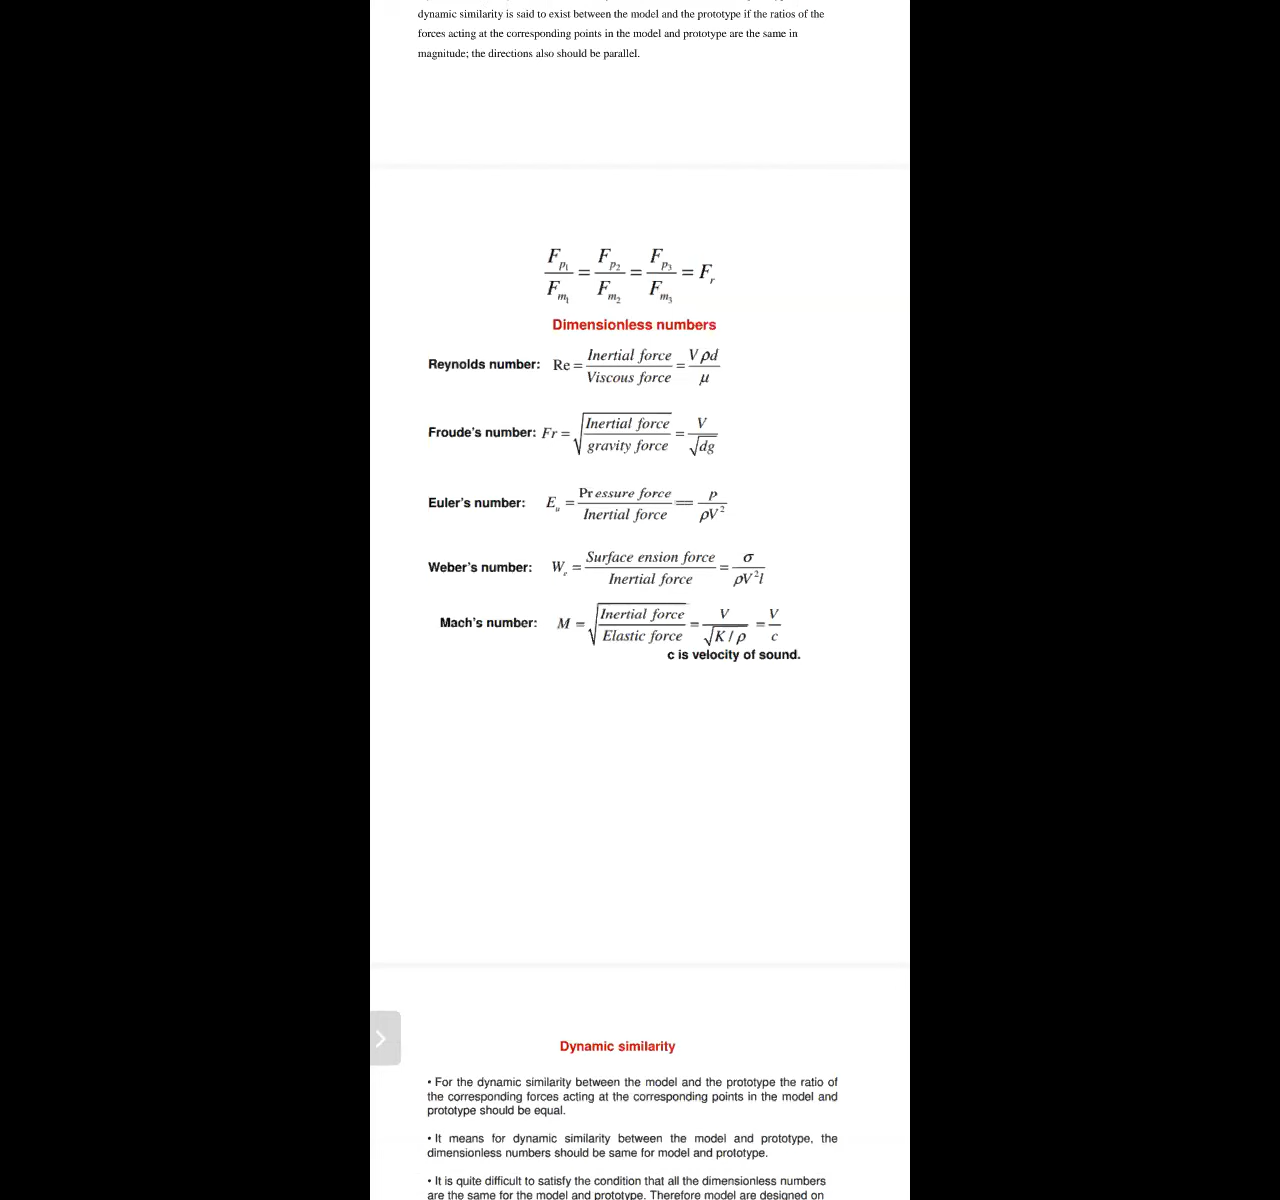 dynamic similarity is said to exist between the model and the prototype if the ratios of the
forces acting at the corresponding points in the model and prototype are the same in
magnitude; the directions also should be parallel.
F_p1/F_m1 = F_p2/F_m2 = F_p3/F_m3 = F_r
Dimensionless numbers
Reynolds number: Re = Inertial force / Viscous force = Vρd / μ
Froude's number: Fr = √(Inertial force / gravity force) = V / √dg
Euler's number: E_u = Pressure force / Inertial force = p / ρV²
Weber's number: W_e = Surface ension force / Inertial force = σ / ρV²l
Mach's number: M = √(Inertial force / Elastic force) = V / √K/ρ = V / c
c is velocity of sound.
Dynamic similarity
• For the dynamic similarity between the model and the prototype the ratio of
the corresponding forces acting at the corresponding points in the model and
prototype should be equal.
• It means for dynamic similarity between the model and prototype, the
dimensionless numbers should be same for model and prototype.
• It is quite difficult to satisfy the condition that all the dimensionless numbers
are the same for the model and prototype. Therefore model are designed on